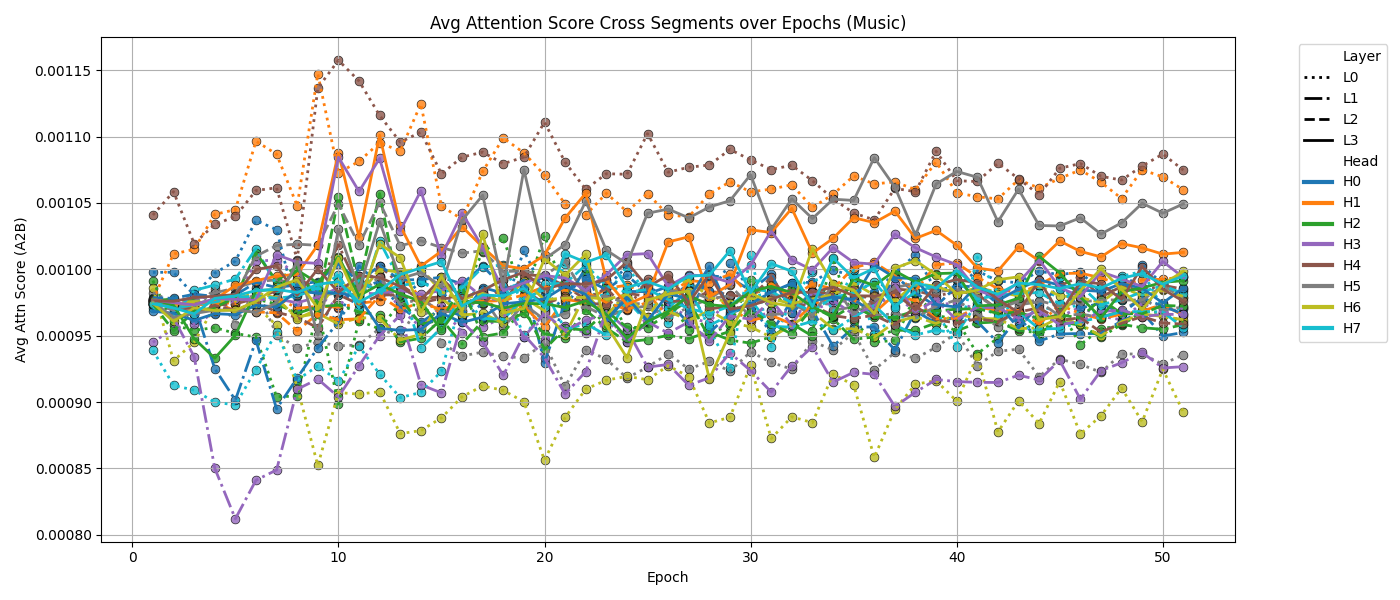 Avg Attention Score Cross Segments over Epochs (Music)
Avg Attn Score (A2B)
0.00115
0.00110
0.00105
0.00100
0.00095
0.00090
0.00085
0.00080
0
10
20
30
40
50
Epoch
Layer
L0
L1
L2
L3
Head
H0
H1
H2
H3
H4
H5
H6
H7